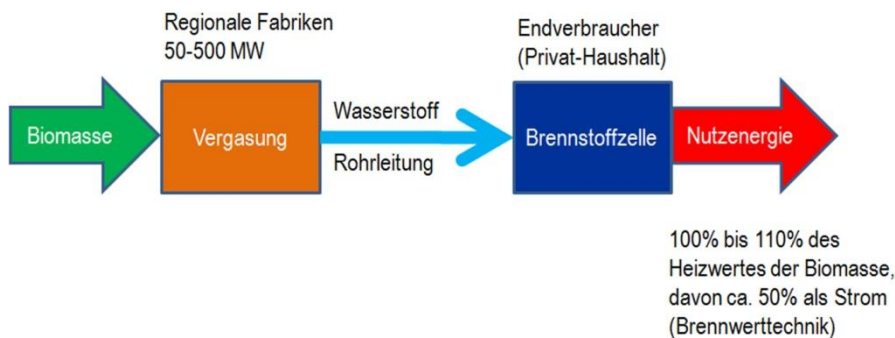 Regionale Fabriken
50-500 MW
Endverbraucher
(Privat-Haushalt)
Biomasse
Vergasung
Wasserstoff
Rohrleitung
Brennstoffzelle
Nutzenergie
100% bis 110% des
Heizwertes der Biomasse,
davon ca. 50% als Strom
(Brennwerttechnik)